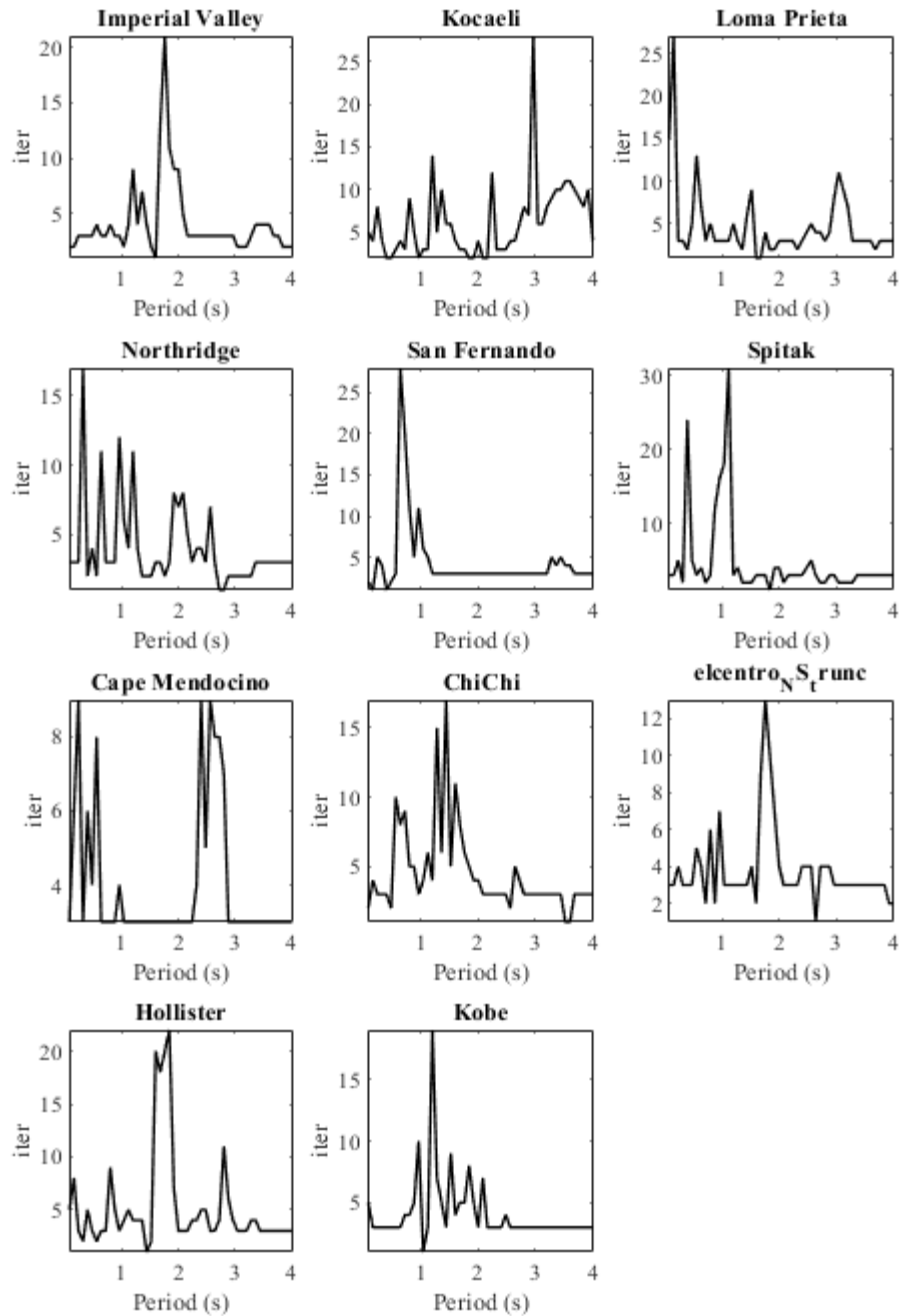 Imperial Valley
Kocaeli
Loma Prieta
20
15
10
5
iter
1 2 3 4
Period (s)
25
20
15
10
5
iter
1 2 3 4
Period (s)
25
20
15
10
5
iter
1 2 3 4
Period (s)
Northridge
San Fernando
Spitak
15
10
5
iter
1 2 3 4
Period (s)
25
20
15
10
5
iter
1 2 3 4
Period (s)
30
20
10
iter
1 2 3 4
Period (s)
Cape Mendocino
ChiChi
elcentro_NS_trunc
8
6
4
iter
1 2 3 4
Period (s)
15
10
5
iter
1 2 3 4
Period (s)
12
10
8
6
4
2
iter
1 2 3 4
Period (s)
Hollister
Kobe
20
15
10
5
iter
1 2 3 4
Period (s)
15
10
5
iter
1 2 3 4
Period (s)